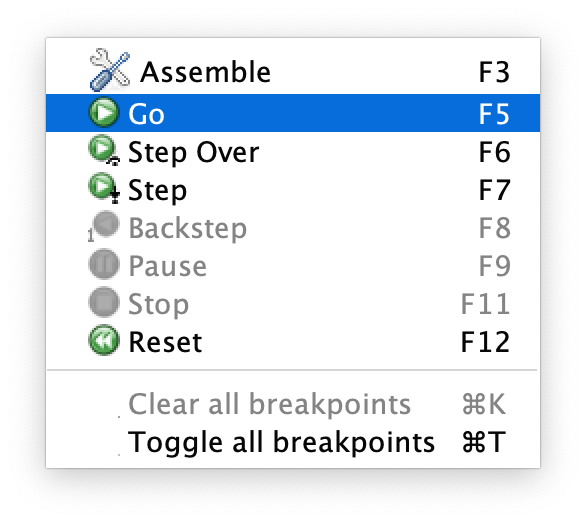 Assemble F3
Go F5
Step Over F6
Step F7
1 Backstep F8
Pause F9
Stop F11
Reset F12
Clear all breakpoints ⌘K
Toggle all breakpoints ⌘T